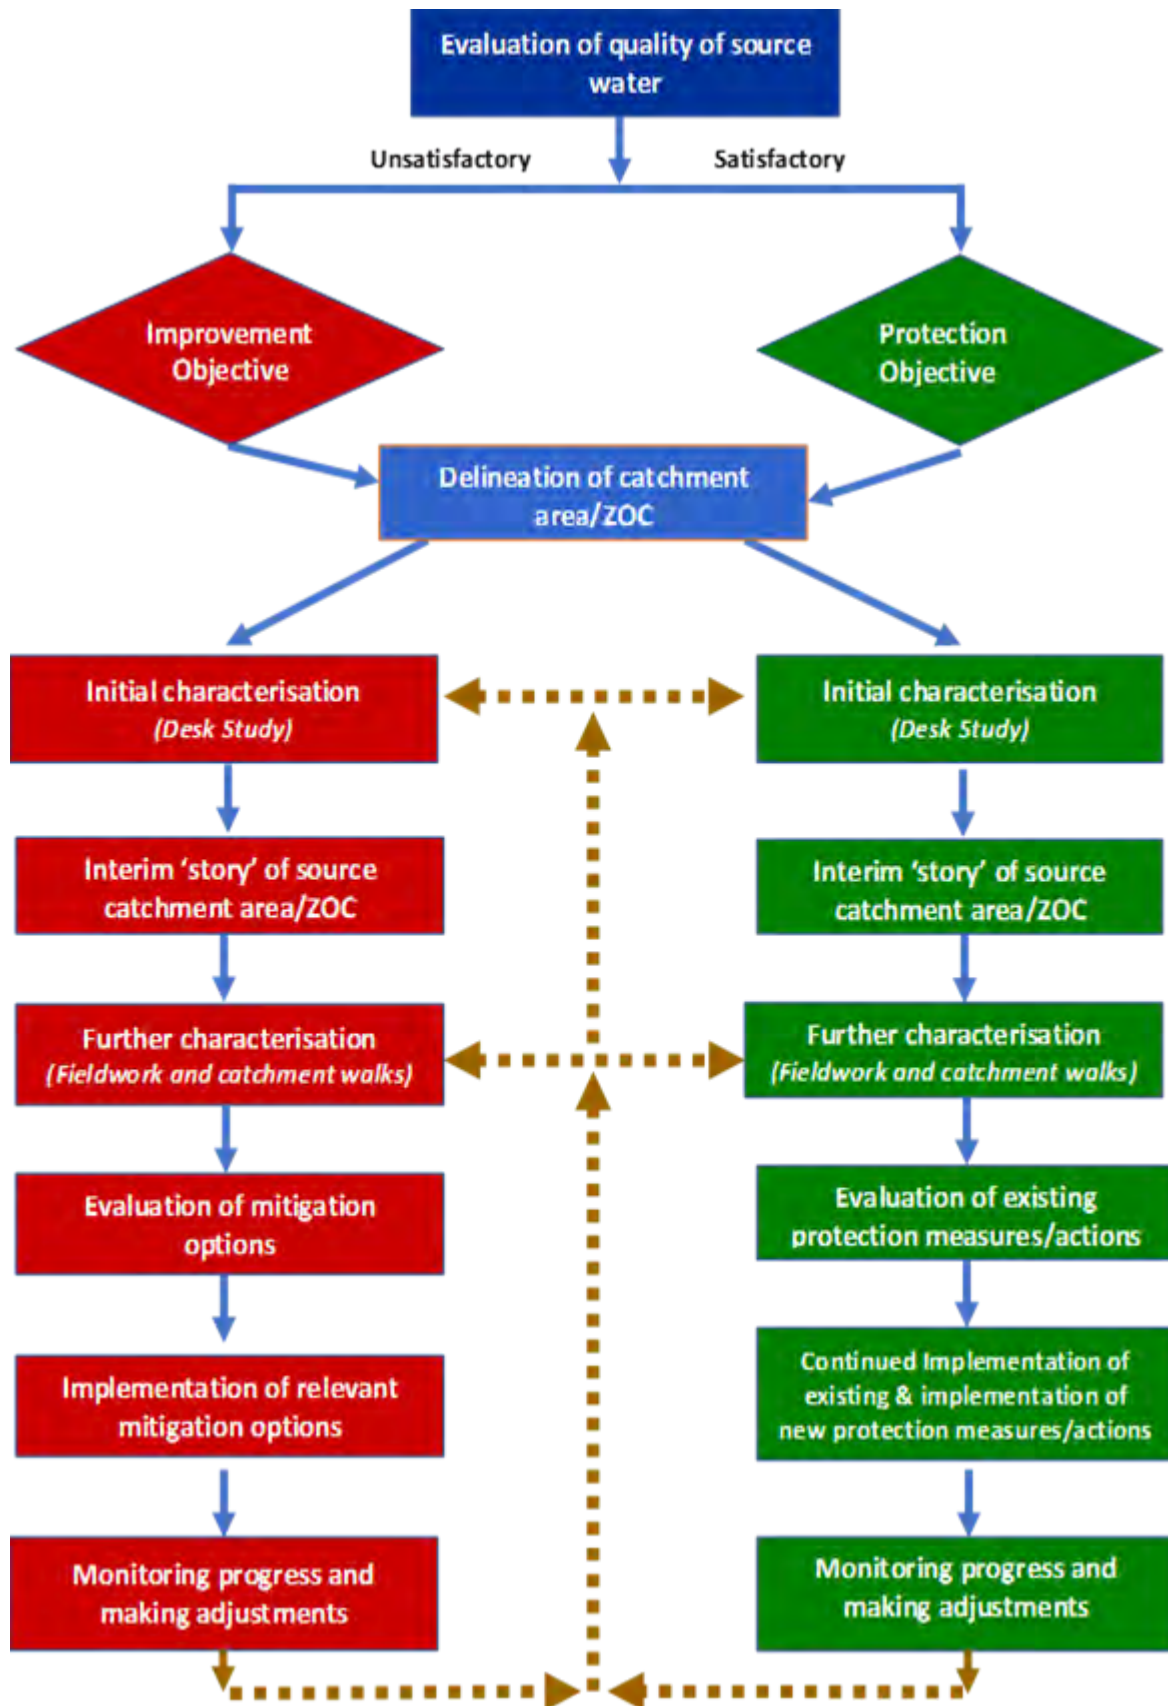 Evaluation of quality of source
water
Unsatisfactory
Satisfactory
Improvement
Objective
Protection
Objective
Delineation of catchment
area/ZOC
Initial characterisation
(Desk Study)
Initial characterisation
(Desk Study)
Interim ‘story’ of source
catchment area/ZOC
Interim ‘story’ of source
catchment area/ZOC
Further characterisation
(Fieldwork and catchment walks)
Further characterisation
(Fieldwork and catchment walks)
Evaluation of mitigation
options
Evaluation of existing
protection measures/actions
Implementation of relevant
mitigation options
Continued Implementation of
existing & implementation of
new protection measures/actions
Monitoring progress and
making adjustments
Monitoring progress and
making adjustments